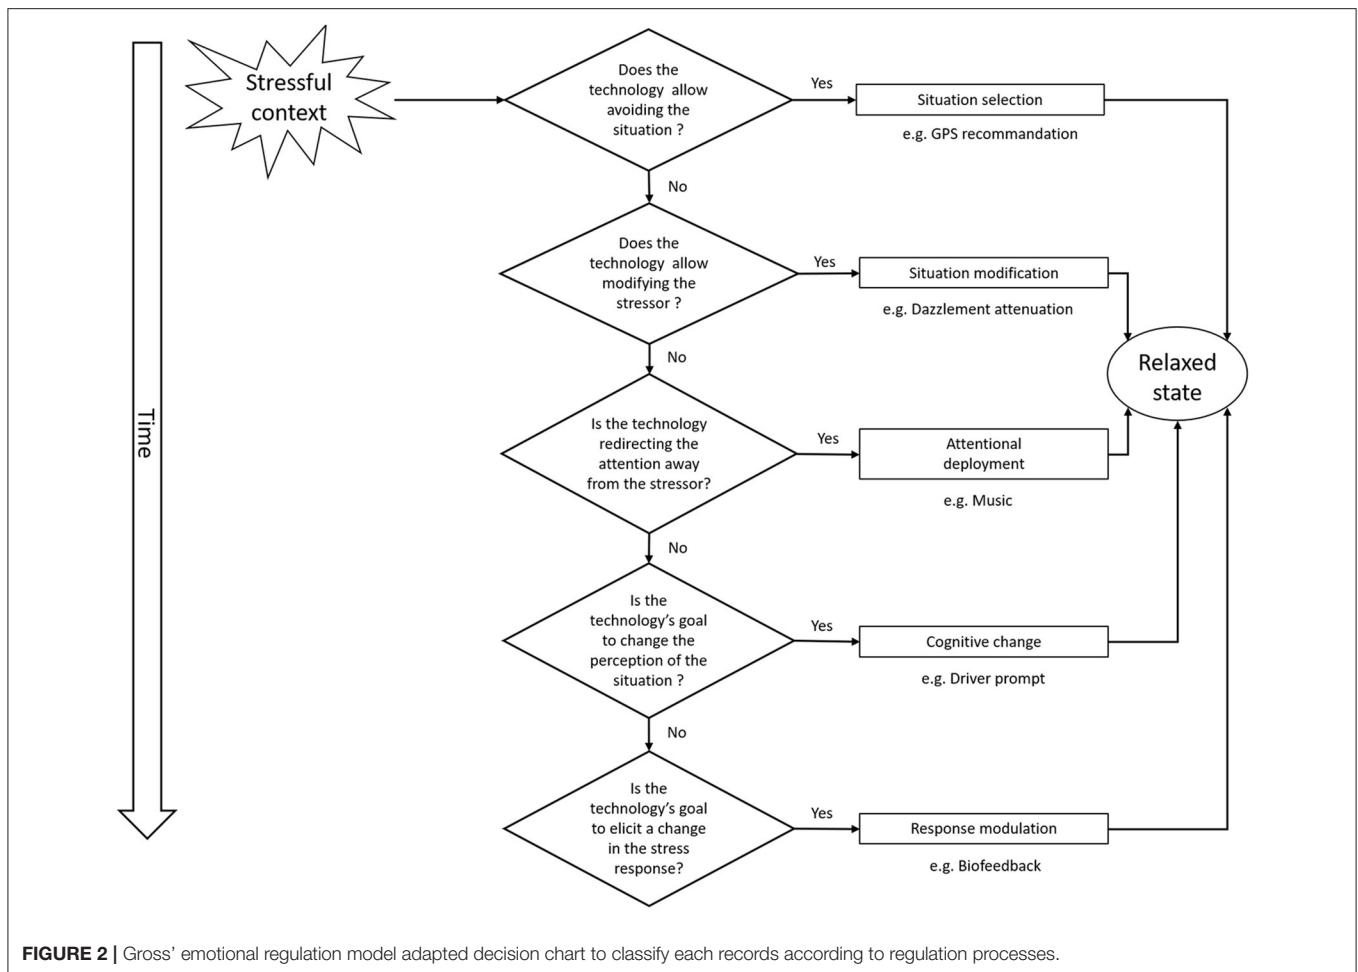 Stressful
context
Time
Does the
technology allow
avoiding the
situation ?
Yes
Situation selection
e.g. GPS recommandation
No
Does the
technology allow
modifying the
stressor ?
Yes
Situation modification
e.g. Dazzlement attenuation
Relaxed
state
No
Is the technology
redirecting the
attention away
from the stressor?
Yes
Attentional
deployment
e.g. Music
No
Is the
technology's goal
to change the
perception of the
situation ?
Yes
Cognitive change
e.g. Driver prompt
No
Is the
technology's goal
to elicit a change
in the stress
response?
Yes
Response modulation
e.g. Biofeedback
FIGURE 2 | Gross' emotional regulation model adapted decision chart to classify each records according to regulation processes.